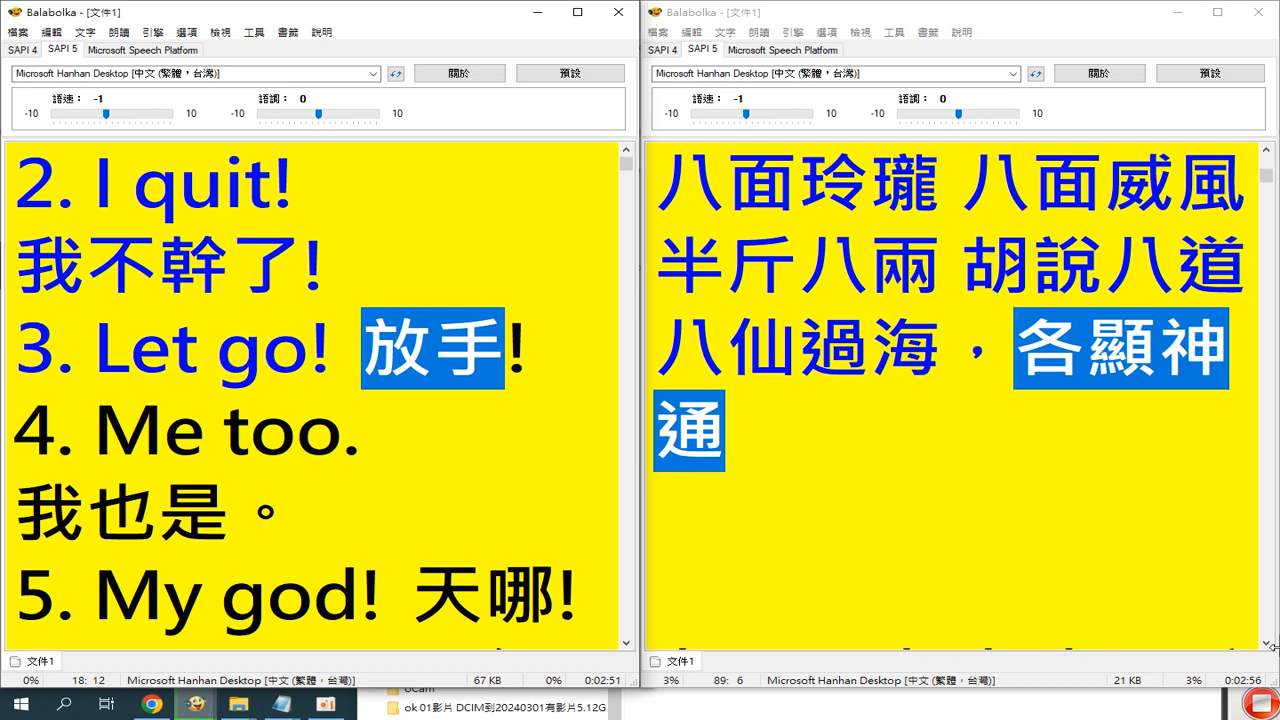 Balabolka - [文件1]
檔案 編輯 文字 朗讀 引擎 選項 檢視 工具 書籤 說明
SAPI 4 SAPI 5 Microsoft Speech Platform
Microsoft Hanhan Desktop [中文 (繁體，台灣)] 關於 預設
語速： -1 語調： 0
-10 10 -10 10
2. I quit!
我不幹了!
3. Let go! 放手!
4. Me too.
我也是。
5. My god! 天哪!
文件1
0% 18: 12 Microsoft Hanhan Desktop [中文 (繁體，台灣)] 67 KB 0% 0:02:51
Balabolka - [文件1]
檔案 編輯 文字 朗讀 引擎 選項 檢視 工具 書籤 說明
SAPI 4 SAPI 5 Microsoft Speech Platform
Microsoft Hanhan Desktop [中文 (繁體，台灣)] 關於 預設
語速： -1 語調： 0
-10 10 -10 10
八面玲瓏 八面威風
半斤八兩 胡說八道
八仙過海，各顯神
通
文件1
3% 89: 6 Microsoft Hanhan Desktop [中文 (繁體，台灣)] 21 KB 3% 0:02:56
oCam
ok 01影片 DCIM到20240301有影片5.12G